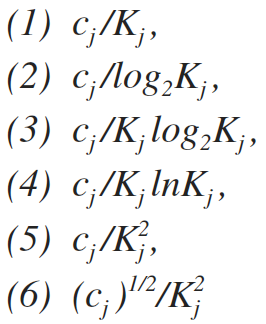 (1) c_j/K_j,
(2) c_j/log_2K_j,
(3) c_j/K_j log_2K_j,
(4) c_j/K_j lnK_j,
(5) c_j/K_j^2,
(6) (c_j)^{1/2}/K_j^2